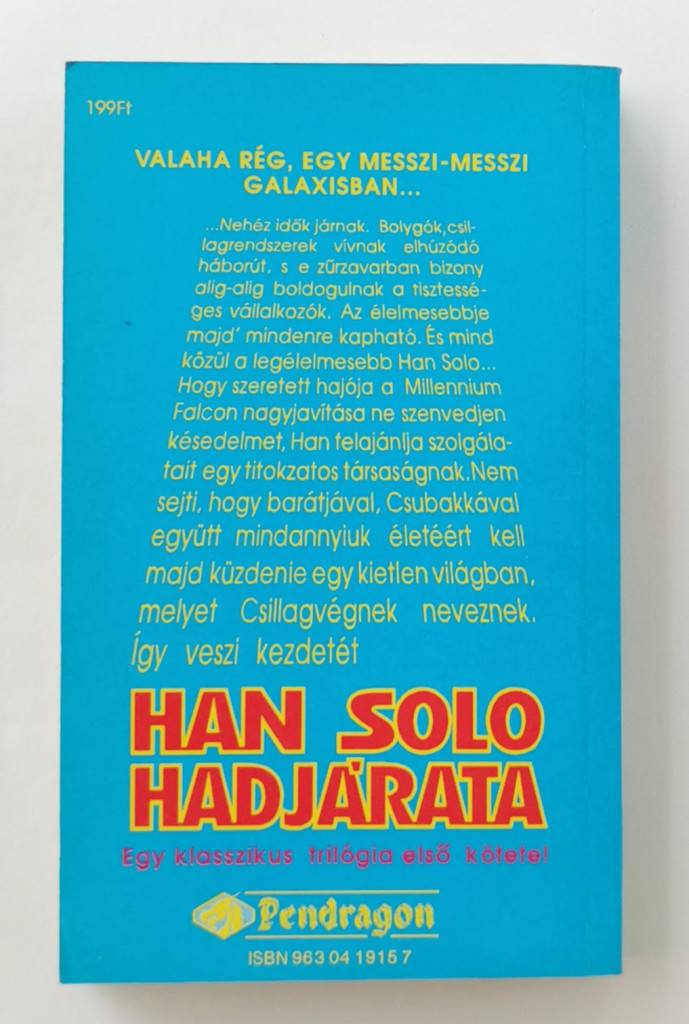 199Ft
VALAHA RÉG, EGY MESSZI-MESSZI
GALAXISBAN...
...Nehéz idők járnak. Bolygók,csil-
lagrendszerek vívnak elhúzódó
háborút, s e zűrzavarban bizony
alig-alig boldogulnak a tisztessé-
ges vállalkozók. Az élelmesebbje
majd' mindenre kapható. És mind
közül a legélelmesebb Han Solo...
Hogy szeretett hajója a Millennium
Falcon nagyjavítása ne szenvedjen
késedelmet, Han felajánlja szolgála-
tait egy titokzatos társaságnak.Nem
sejti, hogy barátjával, Csubakkával
együtt mindannyiuk életéért kell
majd küzdenie egy kietlen világban,
melyet Csillagvégnek neveznek.
Így veszi kezdetét
HAN SOLO
HADJÁRATA
Egy klasszikus trilógia első kötete!
Pendragon
ISBN 963 04 1915 7